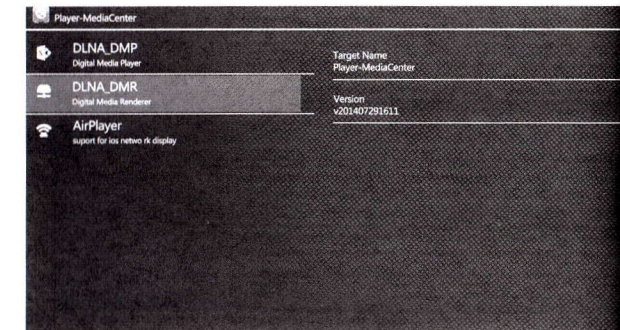 Player-MediaCenter
DLNA_DMP
Digital Media Player
DLNA_DMR
Digital Media Renderer
AirPlayer
suport for ios netwo rk display
Target Name
Player-MediaCenter
Version
v201407291611